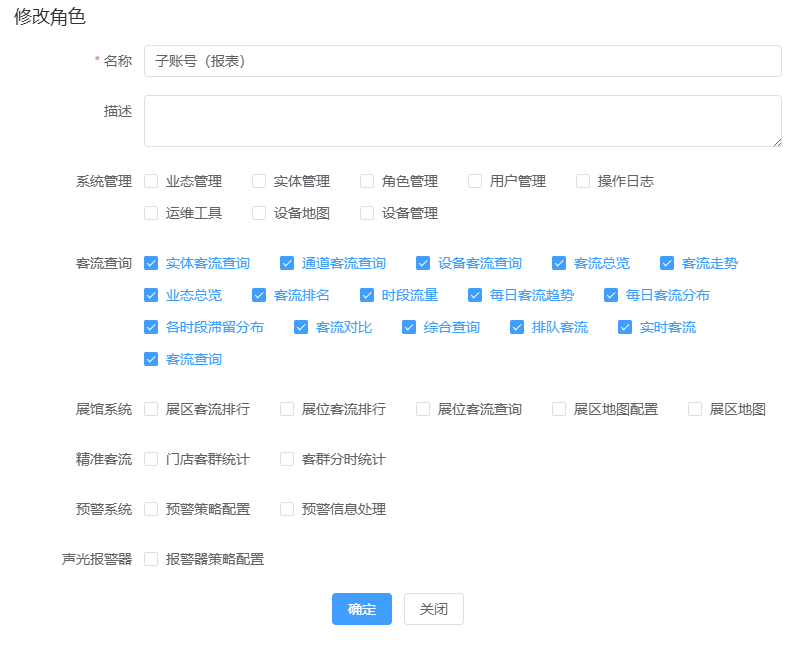 修改角色
* 名称 子账号（报表）
描述
系统管理 业态管理 实体管理 角色管理 用户管理 操作日志
运维工具 设备地图 设备管理
客流查询 实体客流查询 通道客流查询 设备客流查询 客流总览 客流走势
业态总览 客流排名 时段流量 每日客流趋势 每日客流分布
各时段滞留分布 客流对比 综合查询 排队客流 实时客流
客流查询
展馆系统 展区客流排行 展位客流排行 展位客流查询 展区地图配置 展区地图
精准客流 门店客群统计 客群分时统计
预警系统 预警策略配置 预警信息处理
声光报警器 报警器策略配置
确定 关闭